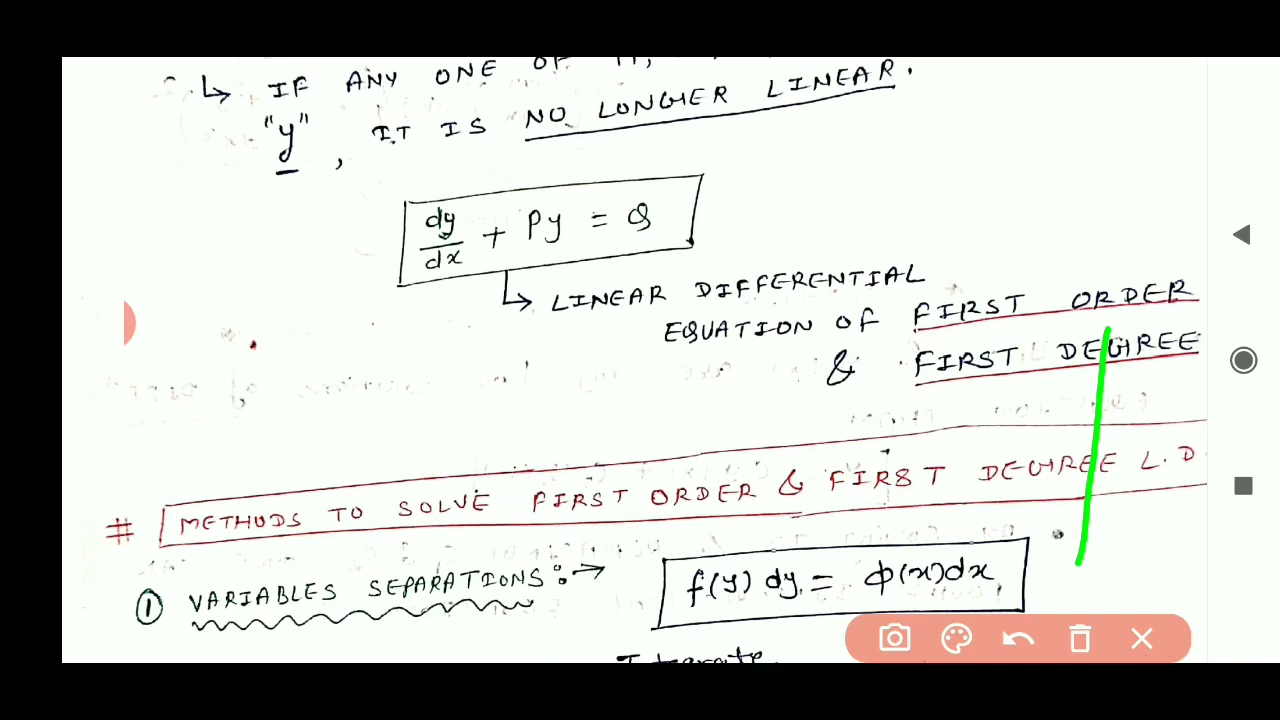 ↳ IF ANY ONE OF
"y" , IT IS NO LONGER LINEAR.
dy/dx + Py = Q
↳ LINEAR DIFFERENTIAL
EQUATION OF FIRST ORDER
& FIRST DEGREE
# METHODS TO SOLVE FIRST ORDER & FIRST DEGREE L.D.
① VARIABLES SEPARATIONS:→ f(y) dy = φ(x)dx
Integrate